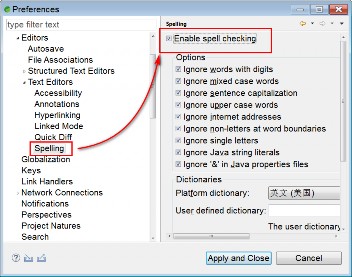 Preferences
type filter text
Editors
Autosave
File Associations
Structured Text Editors
Text Editors
Accessibility
Annotations
Hyperlinking
Linked Mode
Quick Diff
Spelling
Globalization
Keys
Link Handlers
Network Connections
Notifications
Perspectives
Project Natures
Search
Spelling
Enable spell checking
Options
Ignore words with digits
Ignore mixed case words
Ignore sentence capitalization
Ignore upper case words
Ignore internet addresses
Ignore non-letters at word boundaries
Ignore single letters
Ignore Java string literals
Ignore '&' in Java properties files
Dictionaries
Platform dictionary:
英文 (美国)
User defined dictionary:
The user dictionary
Apply and Close
Cancel